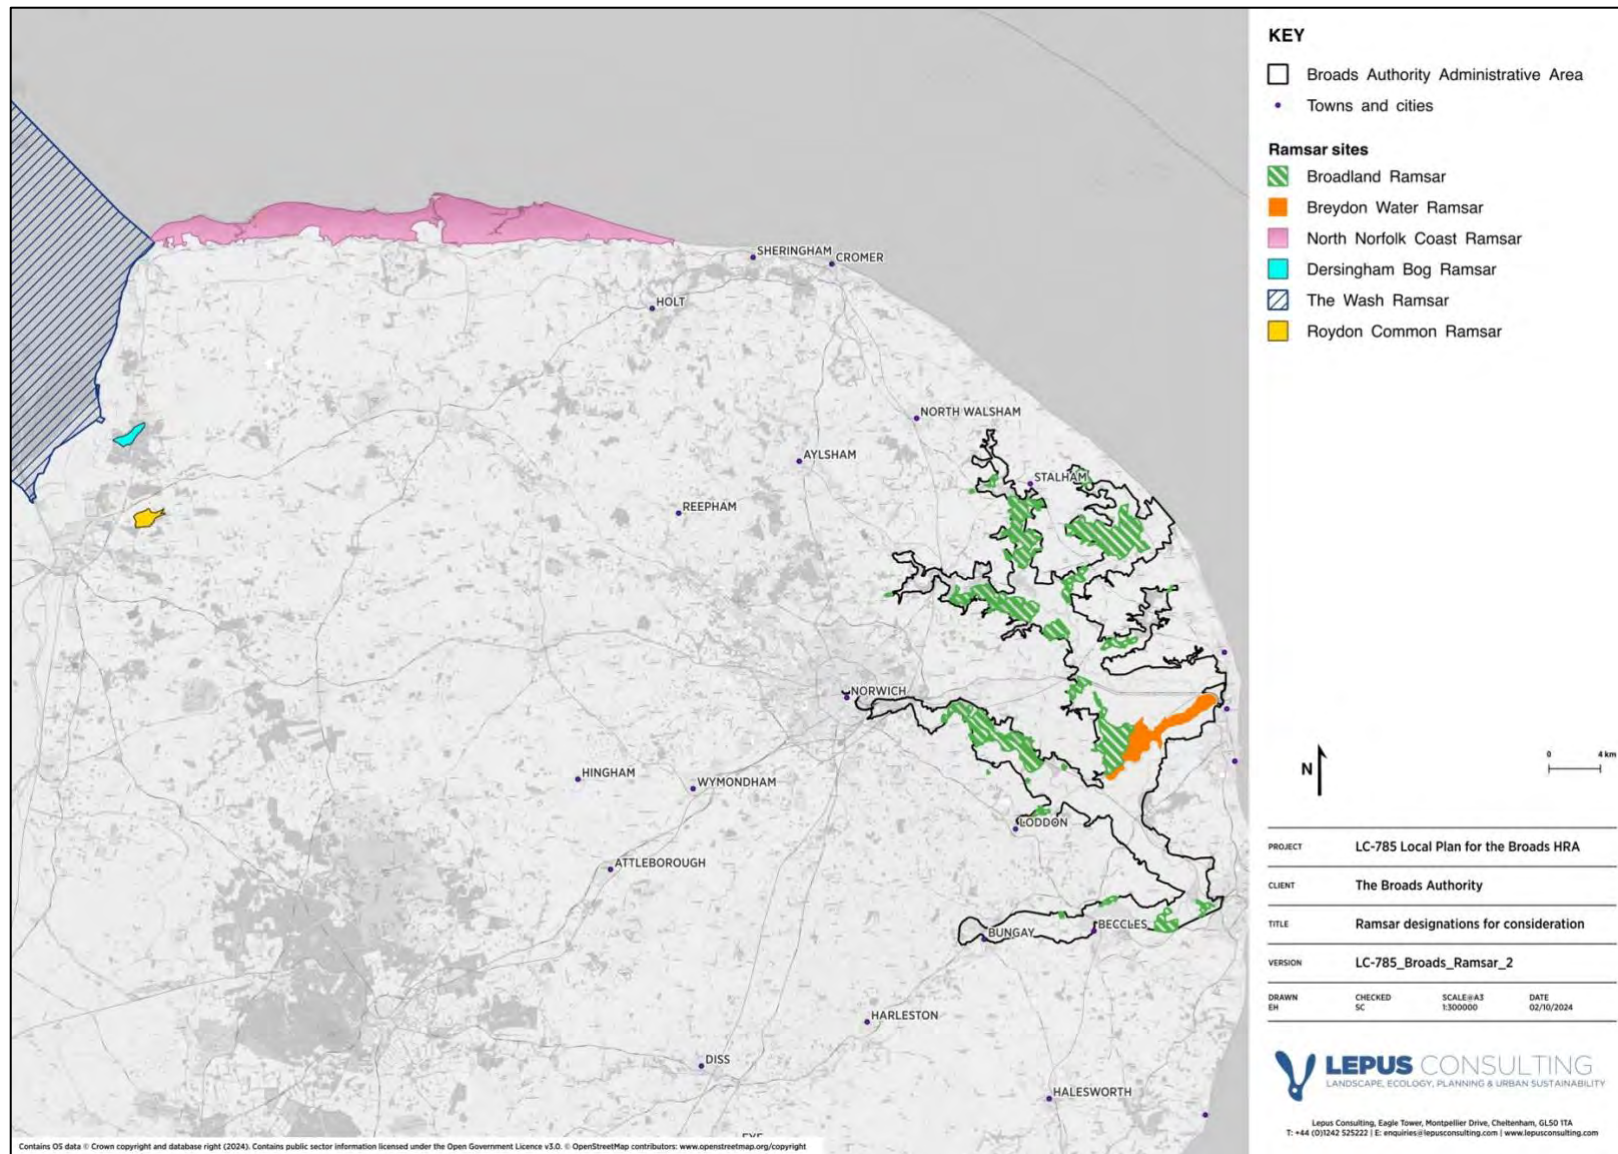 SHERINGHAM
CROMER
HOLT
NORTH WALSHAM
AYLSHAM
STALHAM
REEPHAM
NORWICH
HINGHAM
WYMONDHAM
LODDON
ATTLEBOROUGH
BUNGAY
BECCLES
HARLESTON
DISS
HALESWORTH
Contains OS data © Crown copyright and database right (2024). Contains public sector information licensed under the Open Government Licence v3.0. © OpenStreetMap contributors: www.openstreetmap.org/copyright
KEY
Broads Authority Administrative Area
Towns and cities
Ramsar sites
Broadland Ramsar
Breydon Water Ramsar
North Norfolk Coast Ramsar
Dersingham Bog Ramsar
The Wash Ramsar
Roydon Common Ramsar
N
0 4 km
PROJECT LC-785 Local Plan for the Broads HRA
CLIENT The Broads Authority
TITLE Ramsar designations for consideration
VERSION LC-785_Broads_Ramsar_2
DRAWN CHECKED SCALE@A3 DATE
EH SC 1:300000 02/10/2024
LEPUS CONSULTING
LANDSCAPE, ECOLOGY, PLANNING & URBAN SUSTAINABILITY
Lepus Consulting, Eagle Tower, Montpellier Drive, Cheltenham, GL50 1TA
T: +44 (0)1242 525222 | E: enquiries@lepusconsulting.com | www.lepusconsulting.com